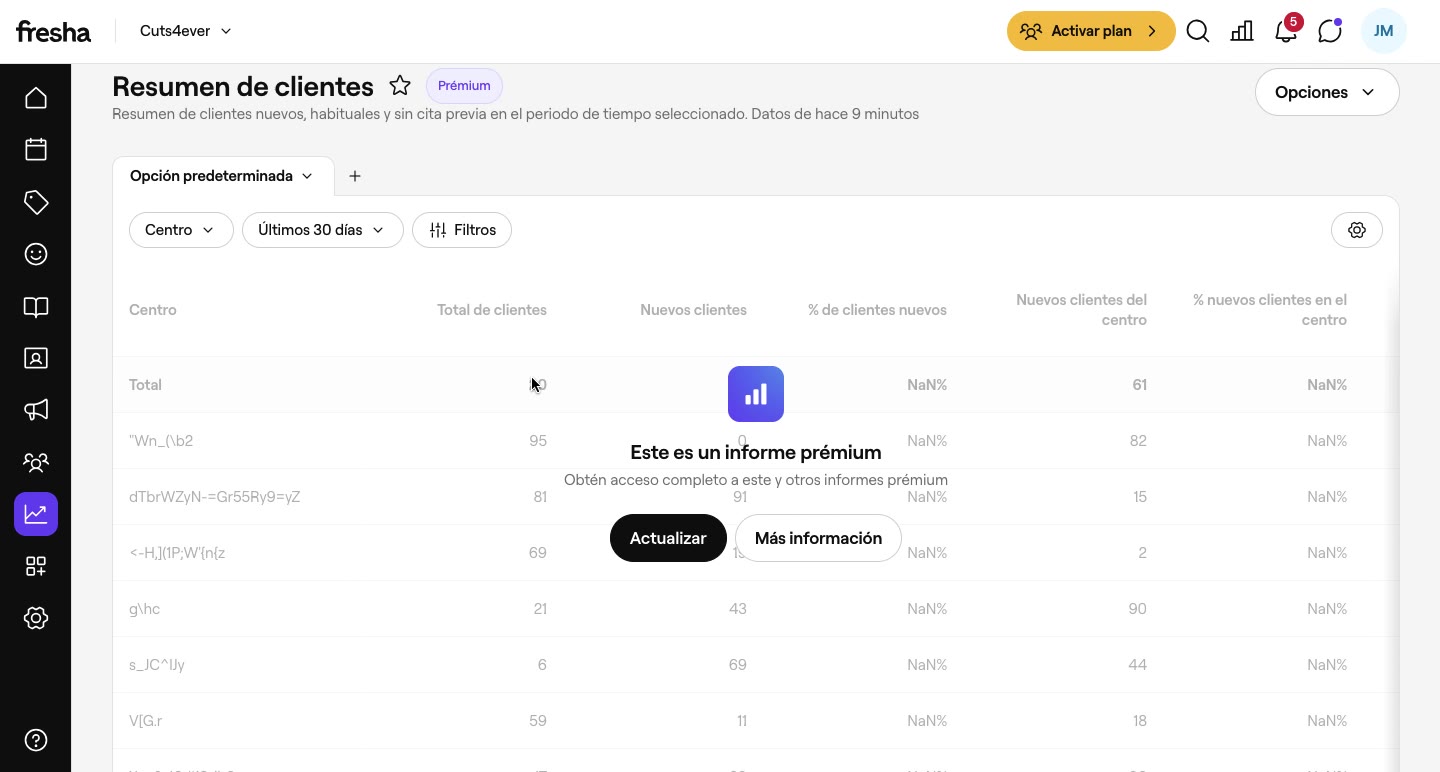 fresha
Cuts4ever
Activar plan
5
JM
Resumen de clientes
Prémium
Resumen de clientes nuevos, habituales y sin cita previa en el periodo de tiempo seleccionado. Datos de hace 9 minutos
Opciones
Opción predeterminada
Centro
Últimos 30 días
Filtros
Centro
Total de clientes
Nuevos clientes
% de clientes nuevos
Nuevos clientes del
centro
% nuevos clientes en el
centro
Total
NaN%
61
NaN%
"Wn_(\b2
95
0
NaN%
82
NaN%
Este es un informe prémium
Obtén acceso completo a este y otros informes prémium
dTbrWZyN-=Gr55Ry9=yZ
81
91
NaN%
15
NaN%
Actualizar
Más información
<-H,](1P;W'{n{z
69
NaN%
2
NaN%
g\hc
21
43
NaN%
90
NaN%
6
69
NaN%
44
NaN%
V[G.r
59
11
NaN%
18
NaN%